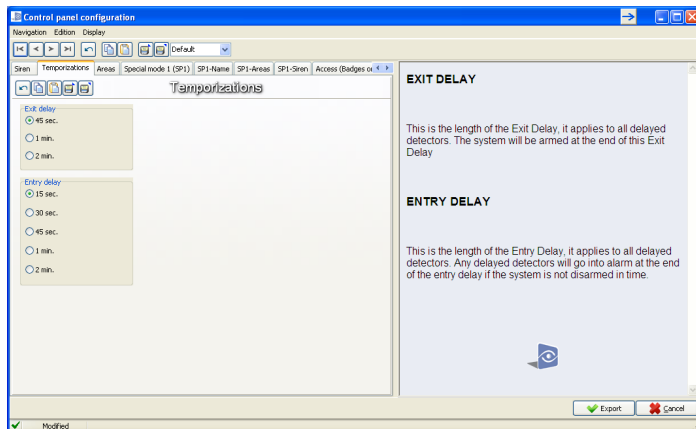 Control panel configuration
Navigation Edition Display
Default
Siren Temporizations Areas Special mode 1 (SP1) SP1-Name SP1-Areas SP1-Siren Access (Badges or
Temporizations
Exit delay
45 sec.
1 min.
2 min.
Entry delay
15 sec.
30 sec.
45 sec.
1 min.
2 min.
EXIT DELAY
This is the length of the Exit Delay, it applies to all delayed
detectors. The system will be armed at the end of this Exit
Delay
ENTRY DELAY
This is the length of the Entry Delay, it applies to all delayed
detectors. Any delayed detectors will go into alarm at the end
of the entry delay if the system is not disarmed in time.
Export Cancel
Modified